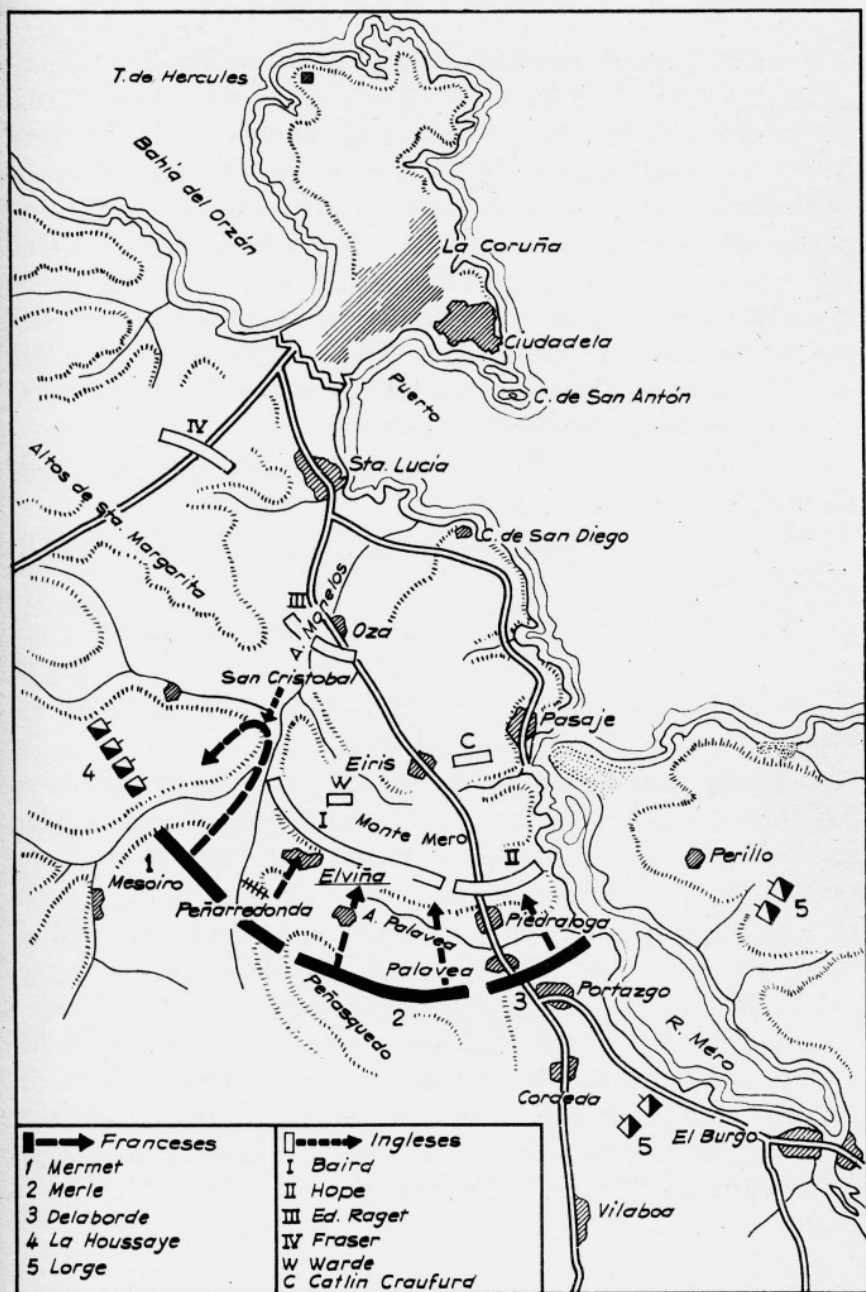 T. de Hercules
Bahía del Orzán
La Coruña
Ciudadela
Puerto
C. de San Antón
IV
Sta. Lucía
Altos de Sta. Margarita
C. de San Diego
III
A. Monelos
Oza
San Cristobal
Pasaje
4
Eiris
C
W
I
Monte Mero
II
Perillo
1
Mesoiro
Elviña
5
Peñarredonda
A. Palavea
Piedraloga
Palavea
Peñasquedo
2
3
Portazgo
R. Mero
Cordeda
5
El Burgo
Vilaboa
Franceses
1 Mermet
2 Merle
3 Delaborde
4 La Houssaye
5 Lorge
Ingleses
I Baird
II Hope
III Ed. Raget
IV Fraser
W Warde
C Catlin Craufurd